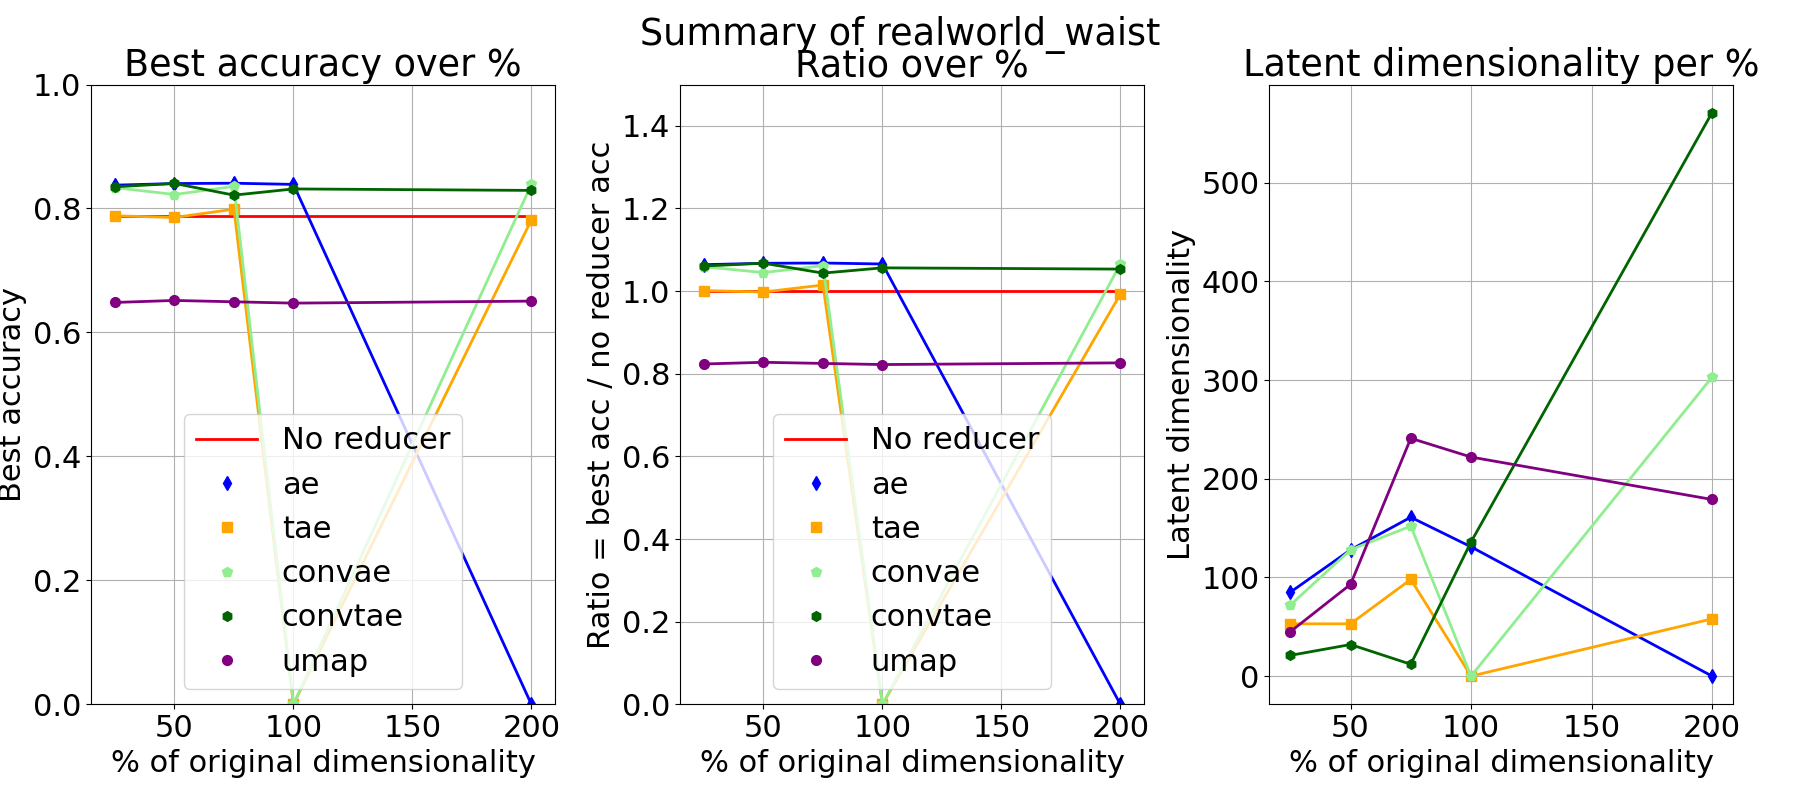 Summary of realworld_waist
Best accuracy over %
Best accuracy
1.0
0.8
0.6
0.4
0.2
0.0
50
100
150
200
% of original dimensionality
No reducer
ae
tae
convae
convtae
umap
Ratio over %
Ratio = best acc / no reducer acc
1.4
1.2
1.0
0.8
0.6
0.4
0.2
0.0
50
100
150
200
% of original dimensionality
No reducer
ae
tae
convae
convtae
umap
Latent dimensionality per %
Latent dimensionality
500
400
300
200
100
0
50
100
150
200
% of original dimensionality